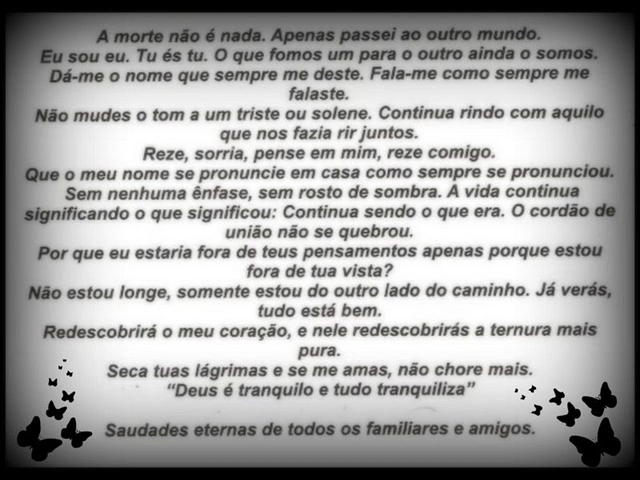 A morte não é nada. Apenas passei ao outro mundo.
Eu sou eu. Tu és tu. O que fomos um para o outro ainda o somos.
Dá-me o nome que sempre me deste. Fala-me como sempre me
falaste.
Não mudes o tom a um triste ou solene. Continua rindo com aquilo
que nos fazia rir juntos.
Reze, sorria, pense em mim, reze comigo.
Que o meu nome se pronuncie em casa como sempre se pronunciou.
Sem nenhuma ênfase, sem rosto de sombra. A vida continua
significando o que significou: Continua sendo o que era. O cordão de
união não se quebrou.
Por que eu estaria fora de teus pensamentos apenas porque estou
fora de tua vista?
Não estou longe, somente estou do outro lado do caminho. Já verás,
tudo está bem.
Redescobrirá o meu coração, e nele redescobrirás a ternura mais
pura.
Seca tuas lágrimas e se me amas, não chore mais.
“Deus é tranquilo e tudo tranquiliza”
Saudades eternas de todos os familiares e amigos.